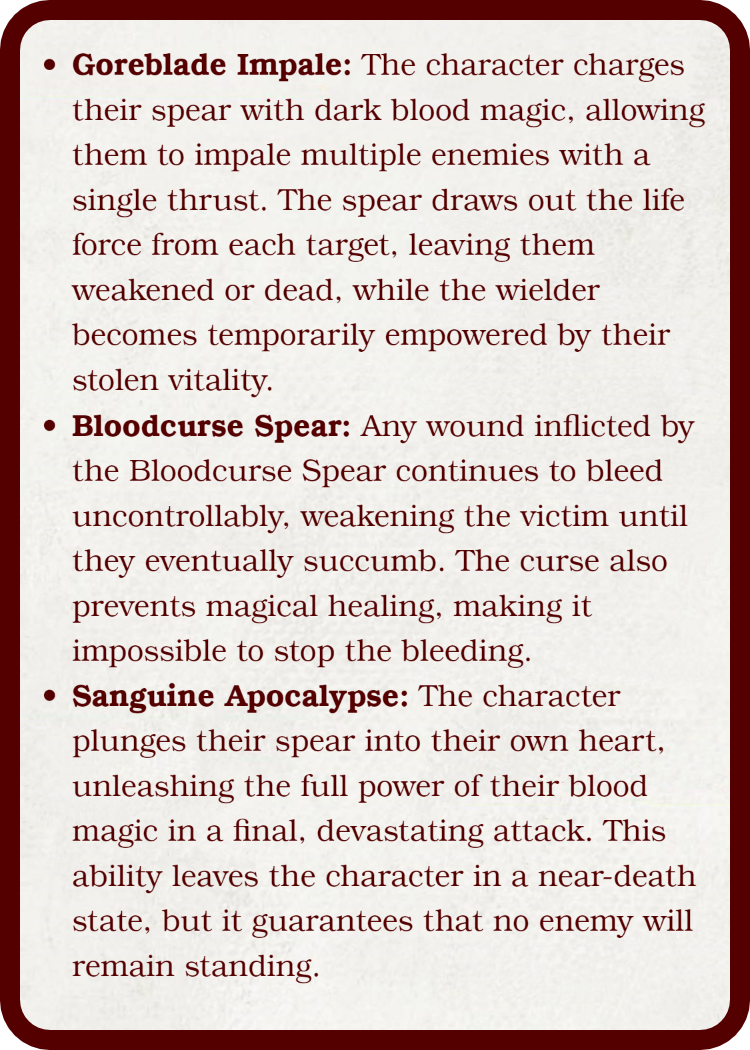 • Goreblade Impale: The character charges
their spear with dark blood magic, allowing
them to impale multiple enemies with a
single thrust. The spear draws out the life
force from each target, leaving them
weakened or dead, while the wielder
becomes temporarily empowered by their
stolen vitality.
• Bloodcurse Spear: Any wound inflicted by
the Bloodcurse Spear continues to bleed
uncontrollably, weakening the victim until
they eventually succumb. The curse also
prevents magical healing, making it
impossible to stop the bleeding.
• Sanguine Apocalypse: The character
plunges their spear into their own heart,
unleashing the full power of their blood
magic in a final, devastating attack. This
ability leaves the character in a near-death
state, but it guarantees that no enemy will
remain standing.